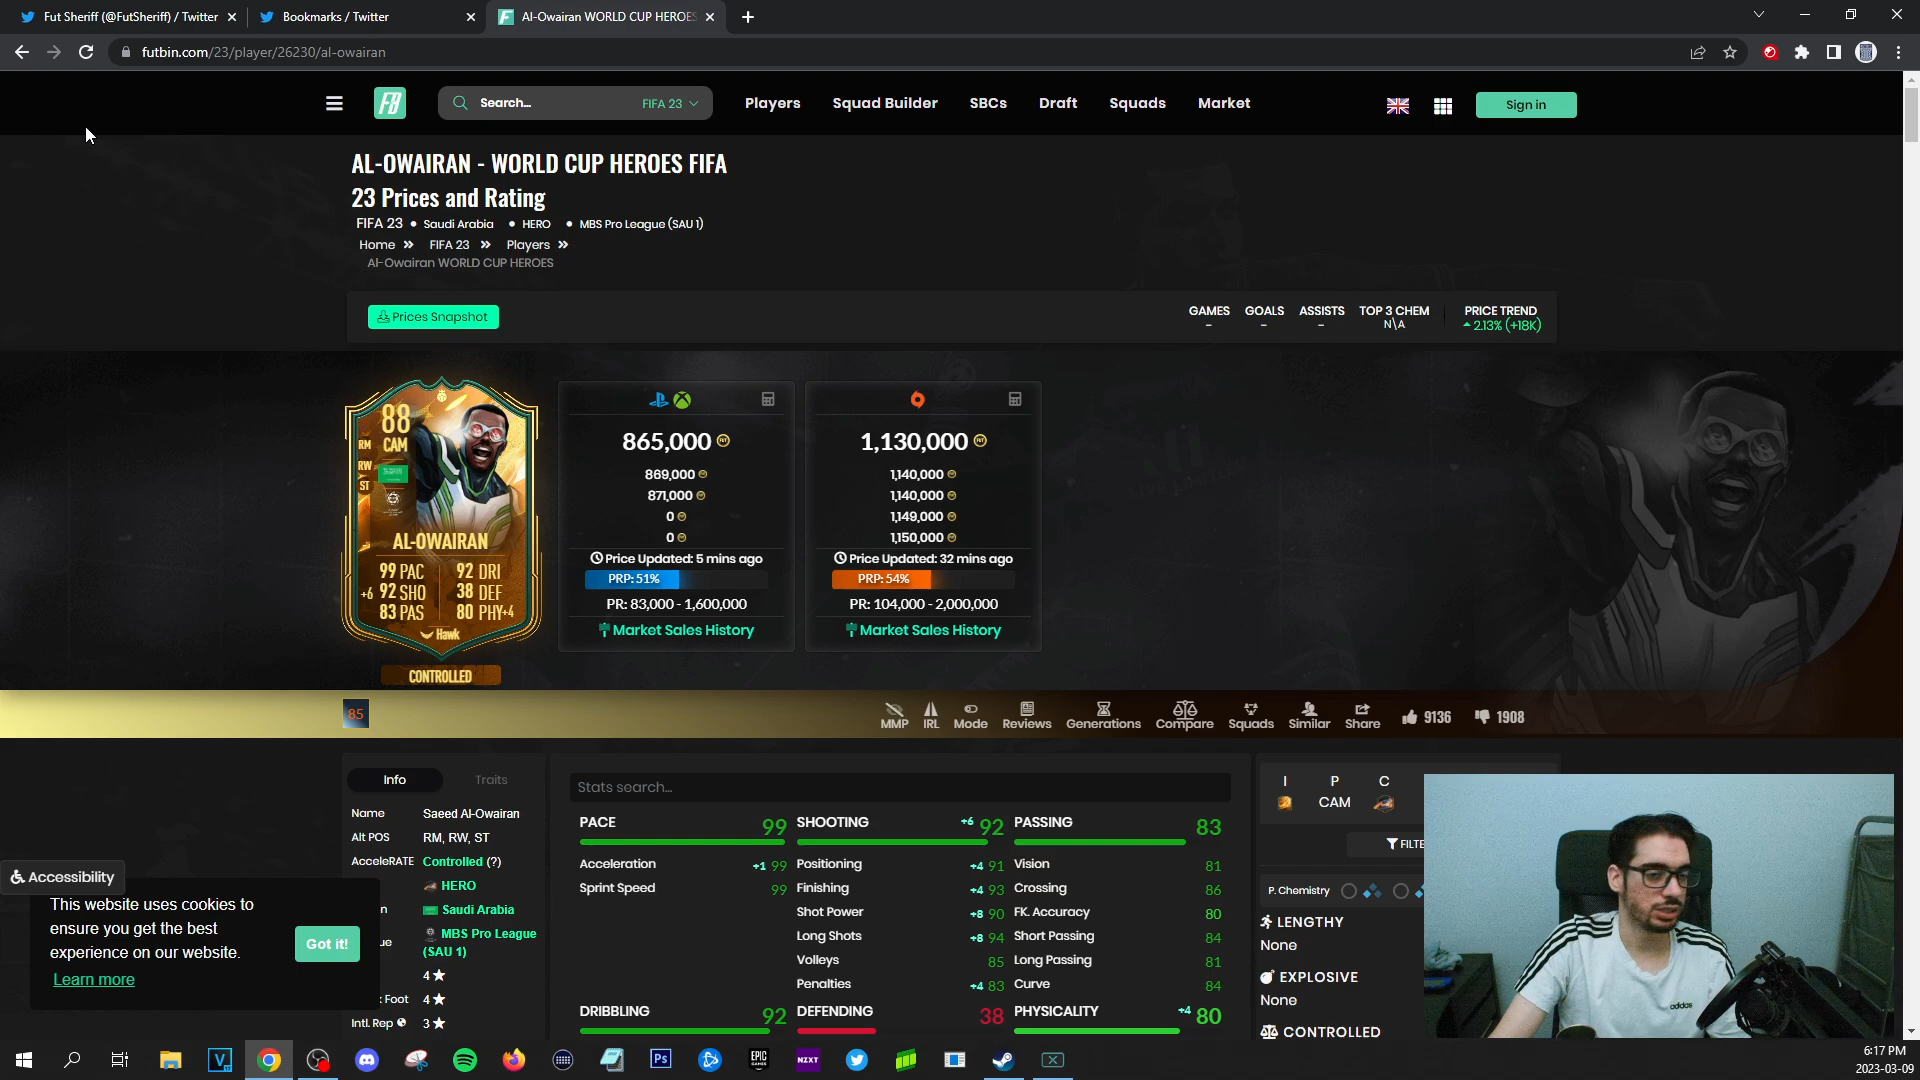 Fut Sheriff (@FutSheriff) / Twitter
Bookmarks / Twitter
Al-Owairan WORLD CUP HEROES
futbin.com/23/player/26230/al-owairan
FB
Search...
FIFA 23
Players
Squad Builder
SBCs
Draft
Squads
Market
Sign in
AL-OWAIRAN - WORLD CUP HEROES FIFA
23 Prices and Rating
FIFA 23 • Saudi Arabia • HERO • MBS Pro League (SAU 1)
Home » FIFA 23 » Players »
Al-Owairan WORLD CUP HEROES
Prices Snapshot
GAMES
-
GOALS
-
ASSISTS
-
TOP 3 CHEM
N\A
PRICE TREND
2.13% (+18K)
88
CAM
RM
RW
ST
AL-OWAIRAN
99 PAC
92 DRI
+6 92 SHO
38 DEF
83 PAS
80 PHY+4
Hawk
CONTROLLED
865,000
869,000
871,000
0
0
Price Updated: 5 mins ago
PRP: 51%
PR: 83,000 - 1,600,000
Market Sales History
1,130,000
1,140,000
1,140,000
1,149,000
1,150,000
Price Updated: 32 mins ago
PRP: 54%
PR: 104,000 - 2,000,000
Market Sales History
85
MMP
IRL
Mode
Reviews
Generations
Compare
Squads
Similar
Share
9136
1908
Info
Traits
Name Saeed Al-Owairan
Alt POS RM, RW, ST
AcceleRATE Controlled (?)
HERO
n Saudi Arabia
ue MBS Pro League
(SAU 1)
4★
Foot 4★
Intl. Rep 3★
Stats search...
PACE 99
Acceleration +1 99
Sprint Speed 99
SHOOTING +6 92
Positioning +4 91
Finishing +4 93
Shot Power +8 90
Long Shots +8 94
Volleys 85
Penalties +4 83
PASSING 83
Vision 81
Crossing 86
FK. Accuracy 80
Short Passing 84
Long Passing 81
Curve 84
DRIBBLING 92
DEFENDING 38
PHYSICALITY +4 80
I P C
CAM
FILTE
P. Chemistry
LENGTHY
None
EXPLOSIVE
None
CONTROLLED
adidas
Accessibility
This website uses cookies to
ensure you get the best
experience on our website.
Learn more
Got it!
V
Ps
EPIC
GAMES
NZXT
6:17 PM
2023-03-09